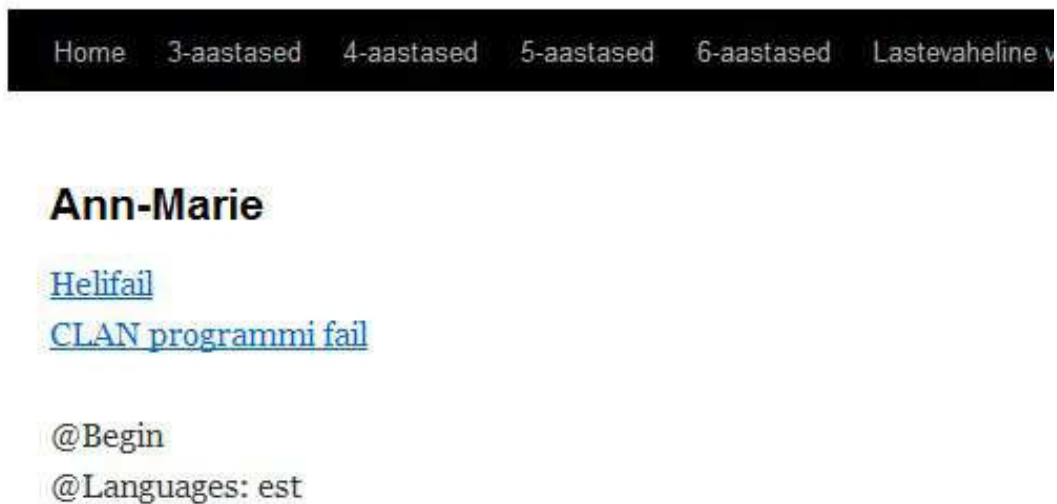 Home 3-aastased 4-aastased 5-aastased 6-aastased Lastevaheline
Ann-Marie
Helifail
CLAN programmi fail
@Begin
@Languages: est